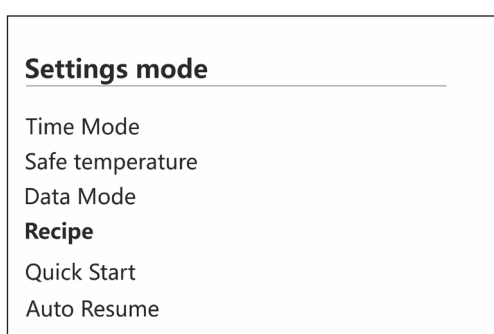 Settings mode
Time Mode
Safe temperature
Data Mode
Recipe
Quick Start
Auto Resume